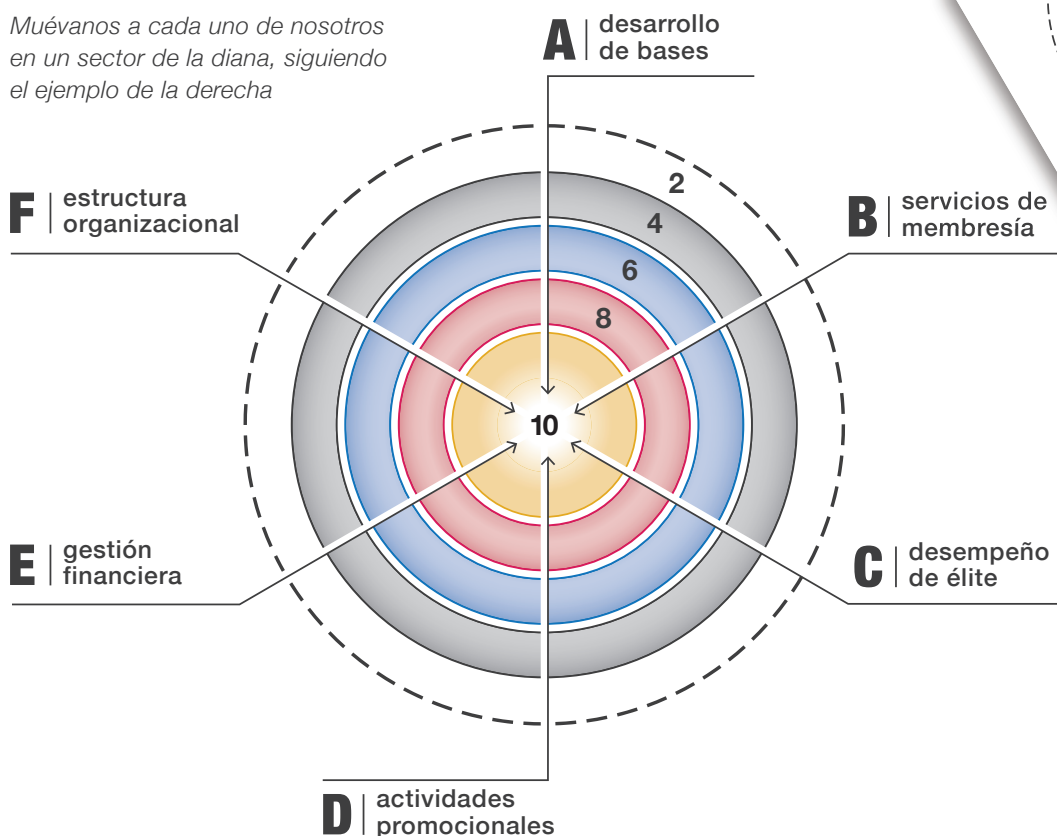 Muévanos a cada uno de nosotros
en un sector de la diana, siguiendo
el ejemplo de la derecha
A desarrollo
de bases
F estructura
organizacional
B servicios de
membresía
2
4
6
8
10
E gestión
financiera
C desempeño
de élite
D actividades
promocionales